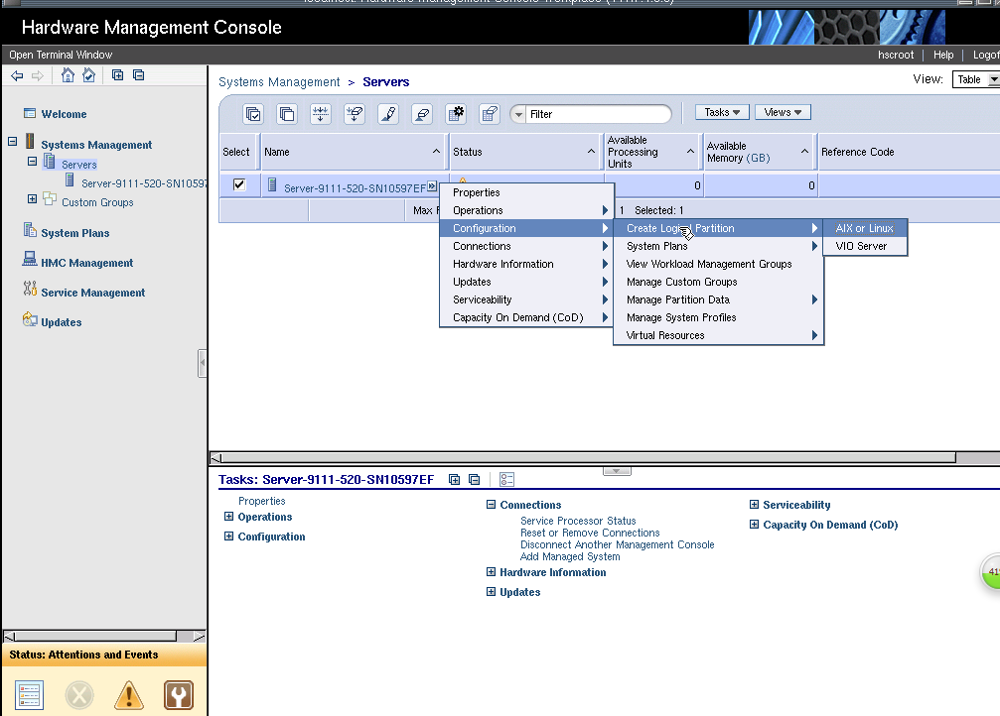 Hardware Management Console
Open Terminal Window
hscroot | Help | Logof
Systems Management > Servers
View: Table
Filter
Tasks
Views
Select
Name
Status
Available Processing Units
Available Memory (GB)
Reference Code
Server-9111-520-SN10597EF
0
0
Max
1 Selected: 1
Welcome
Systems Management
Servers
Server-9111-520-SN10597
Custom Groups
System Plans
HMC Management
Service Management
Updates
Properties
Operations
Configuration
Connections
Hardware Information
Updates
Serviceability
Capacity On Demand (CoD)
Create Logical Partition
System Plans
View Workload Management Groups
Manage Custom Groups
Manage Partition Data
Manage System Profiles
Virtual Resources
AIX or Linux
VIO Server
Tasks: Server-9111-520-SN10597EF
Properties
Operations
Configuration
Connections
Service Processor Status
Reset or Remove Connections
Disconnect Another Management Console
Add Managed System
Hardware Information
Updates
Serviceability
Capacity On Demand (CoD)
41
Status: Attentions and Events